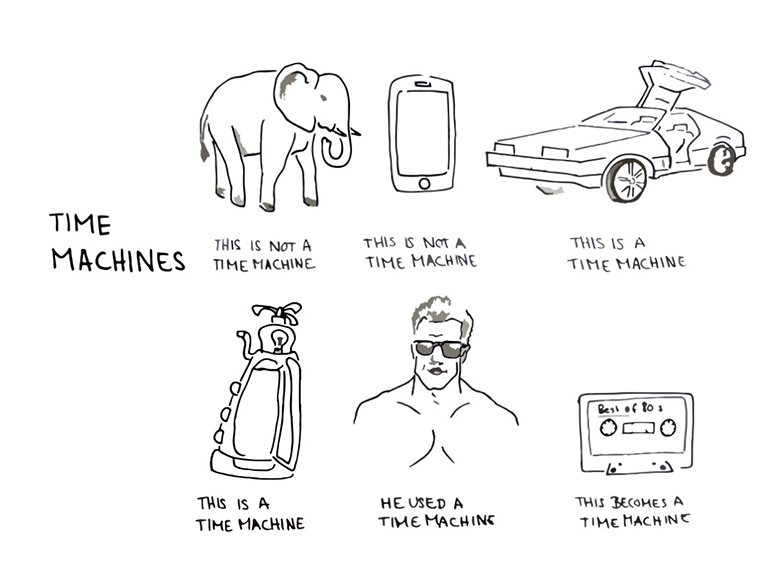 TIME
MACHINES
THIS IS NOT A
TIME MACHINE
THIS IS NOT A
TIME MACHINE
THIS IS A
TIME MACHINE
THIS IS A
TIME MACHINE
HE USED A
TIME MACHINE
Best of 80s
THIS BECOMES A
TIME MACHINE